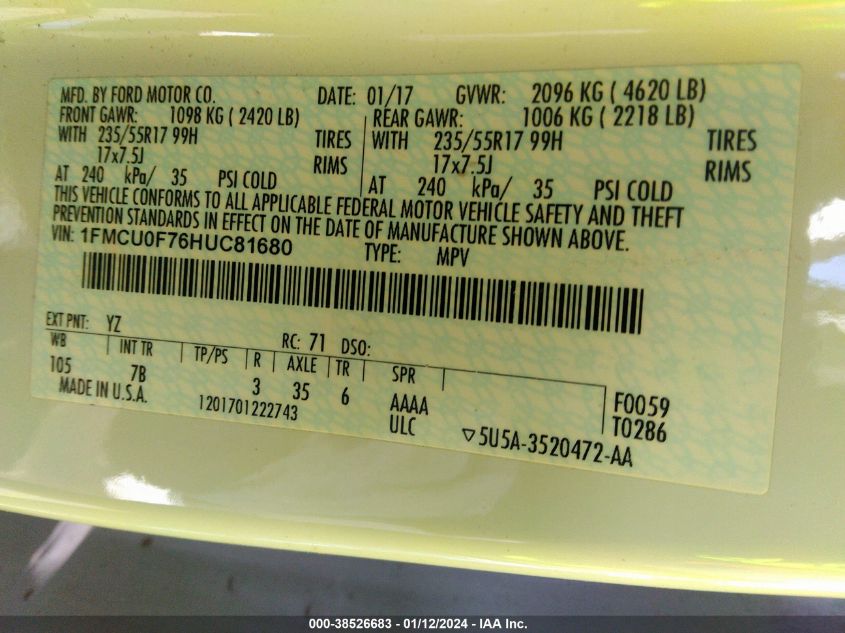 MFD. BY FORD MOTOR CO. DATE: 01/17 GVWR: 2096 KG ( 4620 LB)
FRONT GAWR: 1098 KG ( 2420 LB) REAR GAWR: 1006 KG ( 2218 LB)
WITH 235/55R17 99H TIRES WITH 235/55R17 99H TIRES
17x7.5J RIMS 17x7.5J RIMS
AT 240 kPa/ 35 PSI COLD AT 240 kPa/ 35 PSI COLD
THIS VEHICLE CONFORMS TO ALL APPLICABLE FEDERAL MOTOR VEHICLE SAFETY AND THEFT
PREVENTION STANDARDS IN EFFECT ON THE DATE OF MANUFACTURE SHOWN ABOVE.
VIN: 1FMCU0F76HUC81680 TYPE: MPV
EXT PNT: YZ RC: 71 DSO:
WB INT TR TP/PS R AXLE TR SPR
105 7B 3 35 6 AAAA F0059
MADE IN U.S.A. 1201701222743 ULC T0286
▽5U5A-3520472-AA
000-38526683 - 01/12/2024 - IAA Inc.